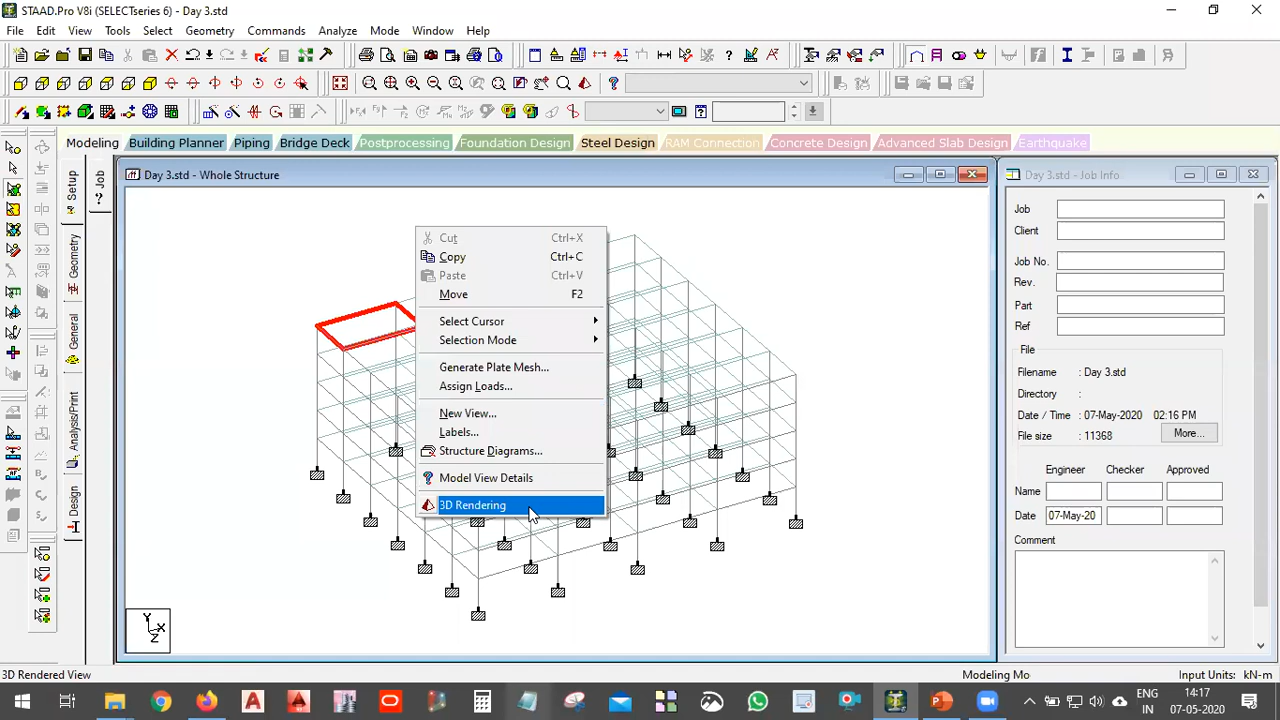 STAAD.Pro V8i (SELECTseries 6) - Day 3.std
File Edit View Tools Select Geometry Commands Analyze Mode Window Help
Modeling Building Planner Piping Bridge Deck Postprocessing Foundation Design Steel Design RAM Connection Concrete Design Advanced Slab Design Earthquake
Setup
Geometry
General
Analysis/Print
Design
Job
Day 3.std - Whole Structure
Cut Ctrl+X
Copy Ctrl+C
Paste Ctrl+V
Move F2
Select Cursor
Selection Mode
Generate Plate Mesh...
Assign Loads...
New View...
Labels...
Structure Diagrams...
Model View Details
3D Rendering
Y
X
Z
Day 3.std - Job Info
Job
Client
Job No.
Rev.
Part
Ref
File
Filename : Day 3.std
Directory :
Date / Time : 07-May-2020 02:16 PM
File size : 11368 More...
Engineer Checker Approved
Name
Date 07-May-20
Comment
3D Rendered View Modeling Mo Input Units: kN-m
ENG 04:17
IN 07-05-2020